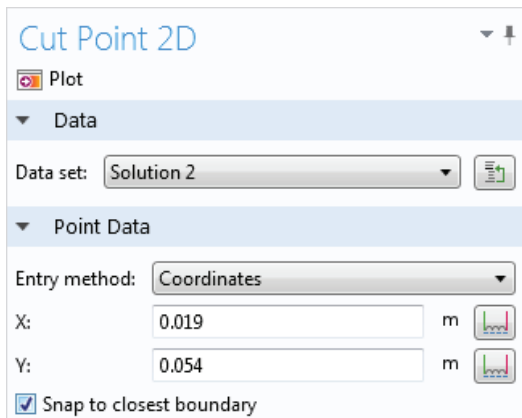 Cut Point 2D
Plot
Data
Data set: Solution 2
Point Data
Entry method: Coordinates
X: 0.019 m
Y: 0.054 m
Snap to closest boundary